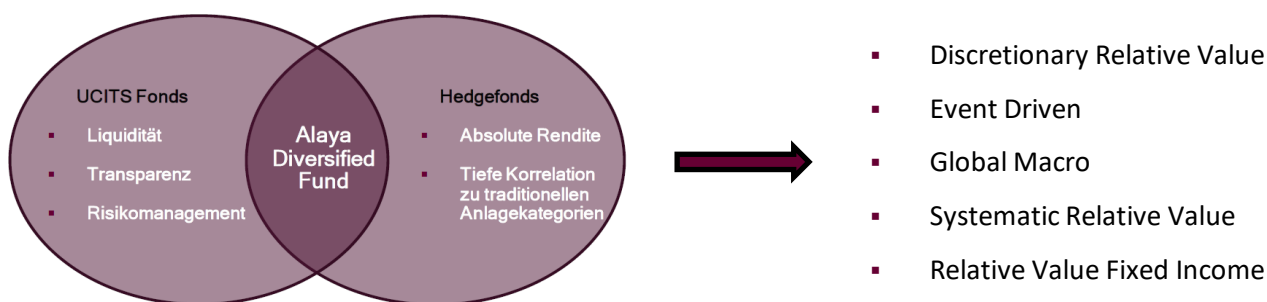 UCITS Fonds
▪ Liquidität
▪ Transparenz
▪ Risikomanagement
Alaya
Diversified
Fund
Hedgefonds
▪ Absolute Rendite
▪ Tiefe Korrelation
zu traditionellen
Anlagekategorien
▪ Discretionary Relative Value
▪ Event Driven
▪ Global Macro
▪ Systematic Relative Value
▪ Relative Value Fixed Income